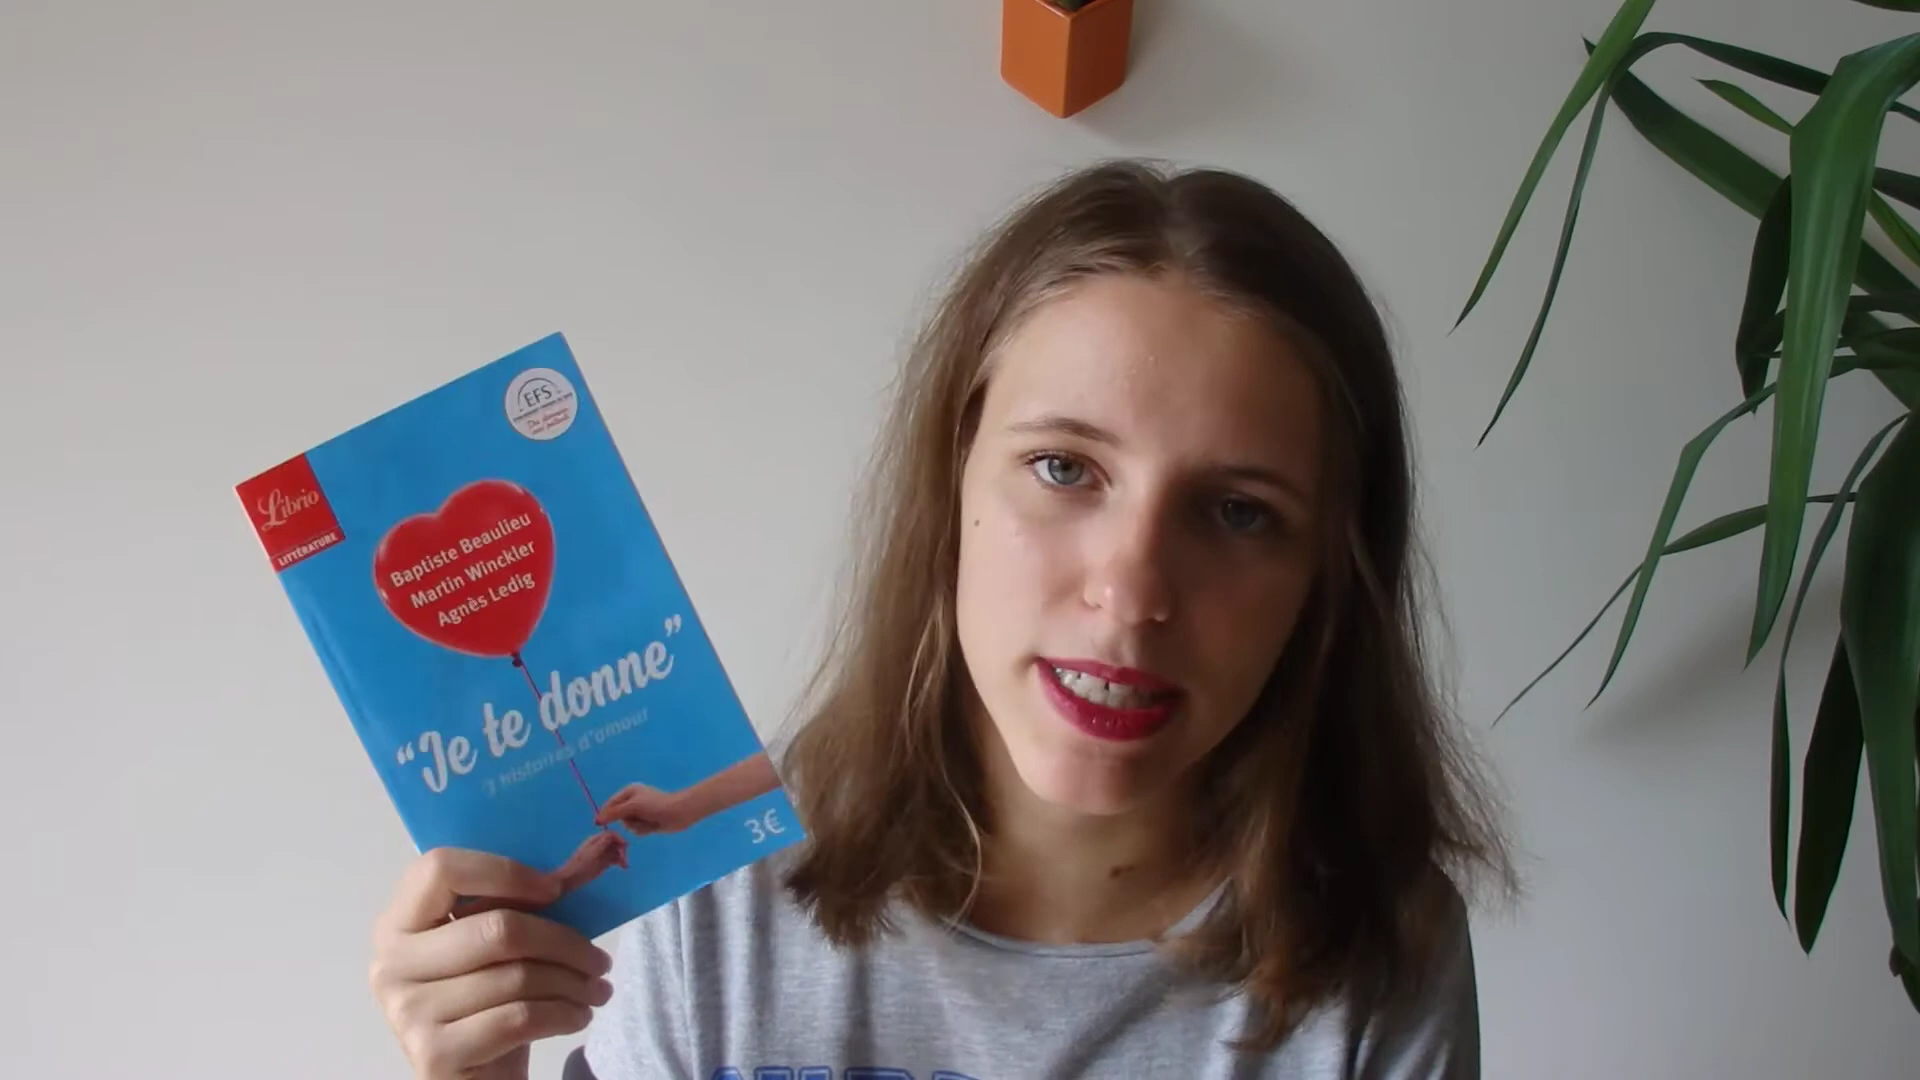 EFS
Librio
LITTÉRATURE
Baptiste Beaulieu
Martin Winckler
Agnès Ledig
“Je te donne”
3 histoires d'amour
3€